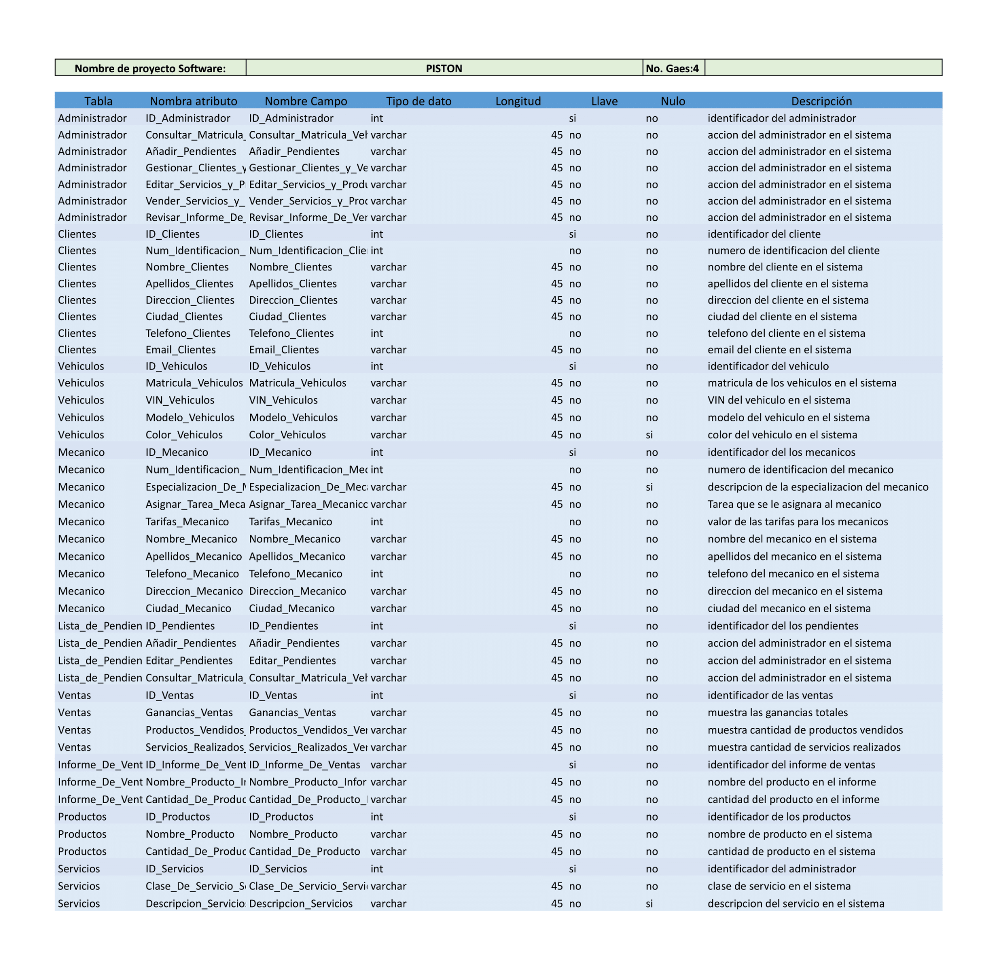 Nombre de proyecto Software: PISTON No. Gaes:4
Tabla Nombra atributo Nombre Campo Tipo de dato Longitud Llave Nulo Descripción
Administrador ID_Administrador ID_Administrador int si no identificador del administrador
Administrador Consultar_Matricula_ Consultar_Matricula_Veh varchar 45 no no accion del administrador en el sistema
Administrador Añadir_Pendientes Añadir_Pendientes varchar 45 no no accion del administrador en el sistema
Administrador Gestionar_Clientes_y Gestionar_Clientes_y_Ve varchar 45 no no accion del administrador en el sistema
Administrador Editar_Servicios_y_P Editar_Servicios_y_Produ varchar 45 no no accion del administrador en el sistema
Administrador Vender_Servicios_y_ Vender_Servicios_y_Proc varchar 45 no no accion del administrador en el sistema
Administrador Revisar_Informe_De_ Revisar_Informe_De_Ver varchar 45 no no accion del administrador en el sistema
Clientes ID_Clientes ID_Clientes int si no identificador del cliente
Clientes Num_Identificacion_ Num_Identificacion_Clie int no no numero de identificacion del cliente
Clientes Nombre_Clientes Nombre_Clientes varchar 45 no no nombre del cliente en el sistema
Clientes Apellidos_Clientes Apellidos_Clientes varchar 45 no no apellidos del cliente en el sistema
Clientes Direccion_Clientes Direccion_Clientes varchar 45 no no direccion del cliente en el sistema
Clientes Ciudad_Clientes Ciudad_Clientes varchar 45 no no ciudad del cliente en el sistema
Clientes Telefono_Clientes Telefono_Clientes int no no telefono del cliente en el sistema
Clientes Email_Clientes Email_Clientes varchar 45 no no email del cliente en el sistema
Vehiculos ID_Vehiculos ID_Vehiculos int si no identificador del vehiculo
Vehiculos Matricula_Vehiculos Matricula_Vehiculos varchar 45 no no matricula de los vehiculos en el sistema
Vehiculos VIN_Vehiculos VIN_Vehiculos varchar 45 no no VIN del vehiculo en el sistema
Vehiculos Modelo_Vehiculos Modelo_Vehiculos varchar 45 no no modelo del vehiculo en el sistema
Vehiculos Color_Vehiculos Color_Vehiculos varchar 45 no si color del vehiculo en el sistema
Mecanico ID_Mecanico ID_Mecanico int si no identificador del los mecanicos
Mecanico Num_Identificacion_ Num_Identificacion_Mec int no no numero de identificacion del mecanico
Mecanico Especializacion_De_M Especializacion_De_Meca varchar 45 no si descripcion de la especializacion del mecanico
Mecanico Asignar_Tarea_Meca Asignar_Tarea_Mecanicc varchar 45 no no Tarea que se le asignara al mecanico
Mecanico Tarifas_Mecanico Tarifas_Mecanico int no no valor de las tarifas para los mecanicos
Mecanico Nombre_Mecanico Nombre_Mecanico varchar 45 no no nombre del mecanico en el sistema
Mecanico Apellidos_Mecanico Apellidos_Mecanico varchar 45 no no apellidos del mecanico en el sistema
Mecanico Telefono_Mecanico Telefono_Mecanico int no no telefono del mecanico en el sistema
Mecanico Direccion_Mecanico Direccion_Mecanico varchar 45 no no direccion del mecanico en el sistema
Mecanico Ciudad_Mecanico Ciudad_Mecanico varchar 45 no no ciudad del mecanico en el sistema
Lista_de_Pendien ID_Pendientes ID_Pendientes int si no identificador del los pendientes
Lista_de_Pendien Añadir_Pendientes Añadir_Pendientes varchar 45 no no accion del administrador en el sistema
Lista_de_Pendien Editar_Pendientes Editar_Pendientes varchar 45 no no accion del administrador en el sistema
Lista_de_Pendien Consultar_Matricula_ Consultar_Matricula_Veh varchar 45 no no accion del administrador en el sistema
Ventas ID_Ventas ID_Ventas int si no identificador de las ventas
Ventas Ganancias_Ventas Ganancias_Ventas varchar 45 no no muestra las ganancias totales
Ventas Productos_Vendidos_ Productos_Vendidos_Ver varchar 45 no no muestra cantidad de productos vendidos
Ventas Servicios_Realizados_ Servicios_Realizados_Ver varchar 45 no no muestra cantidad de servicios realizados
Informe_De_Vent ID_Informe_De_Vent ID_Informe_De_Ventas varchar si no identificador del informe de ventas
Informe_De_Vent Nombre_Producto_Ir Nombre_Producto_Infor varchar 45 no no nombre del producto en el informe
Informe_De_Vent Cantidad_De_Produc Cantidad_De_Producto_ varchar 45 no no cantidad del producto en el informe
Productos ID_Productos ID_Productos int si no identificador de los productos
Productos Nombre_Producto Nombre_Producto varchar 45 no no nombre de producto en el sistema
Productos Cantidad_De_Produc Cantidad_De_Producto varchar 45 no no cantidad de producto en el sistema
Servicios ID_Servicios ID_Servicios int si no identificador del administrador
Servicios Clase_De_Servicio_Se Clase_De_Servicio_Servi varchar 45 no no clase de servicio en el sistema
Servicios Descripcion_Servicio Descripcion_Servicios varchar 45 no si descripcion del servicio en el sistema